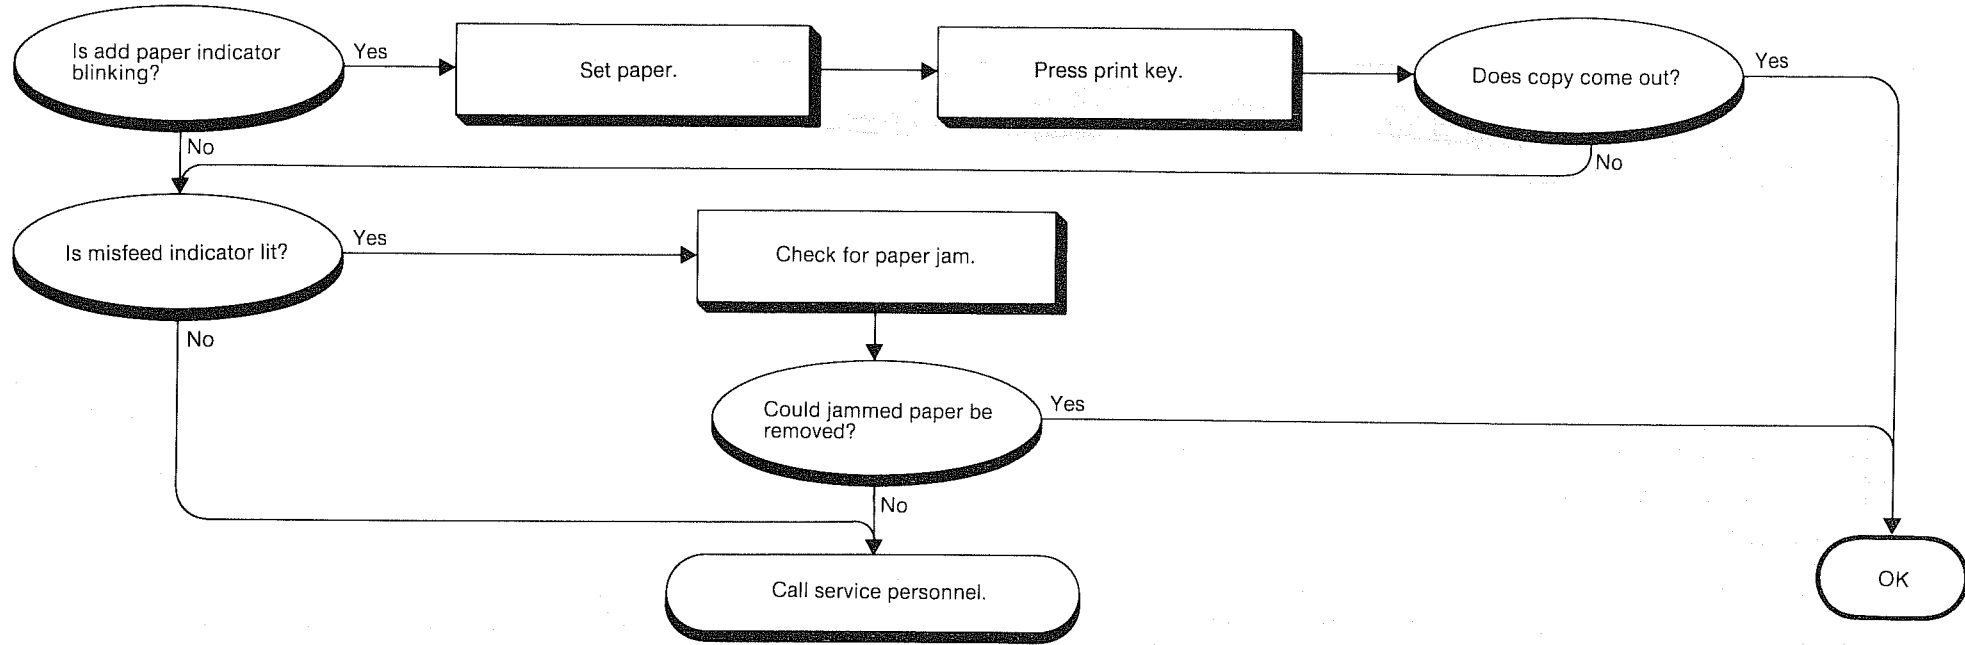 Is add paper indicator
blinking?
Yes
Set paper.
Press print key.
Does copy come out?
Yes
No
No
Is misfeed indicator lit?
Yes
Check for paper jam.
No
Could jammed paper be
removed?
Yes
No
Call service personnel.
OK